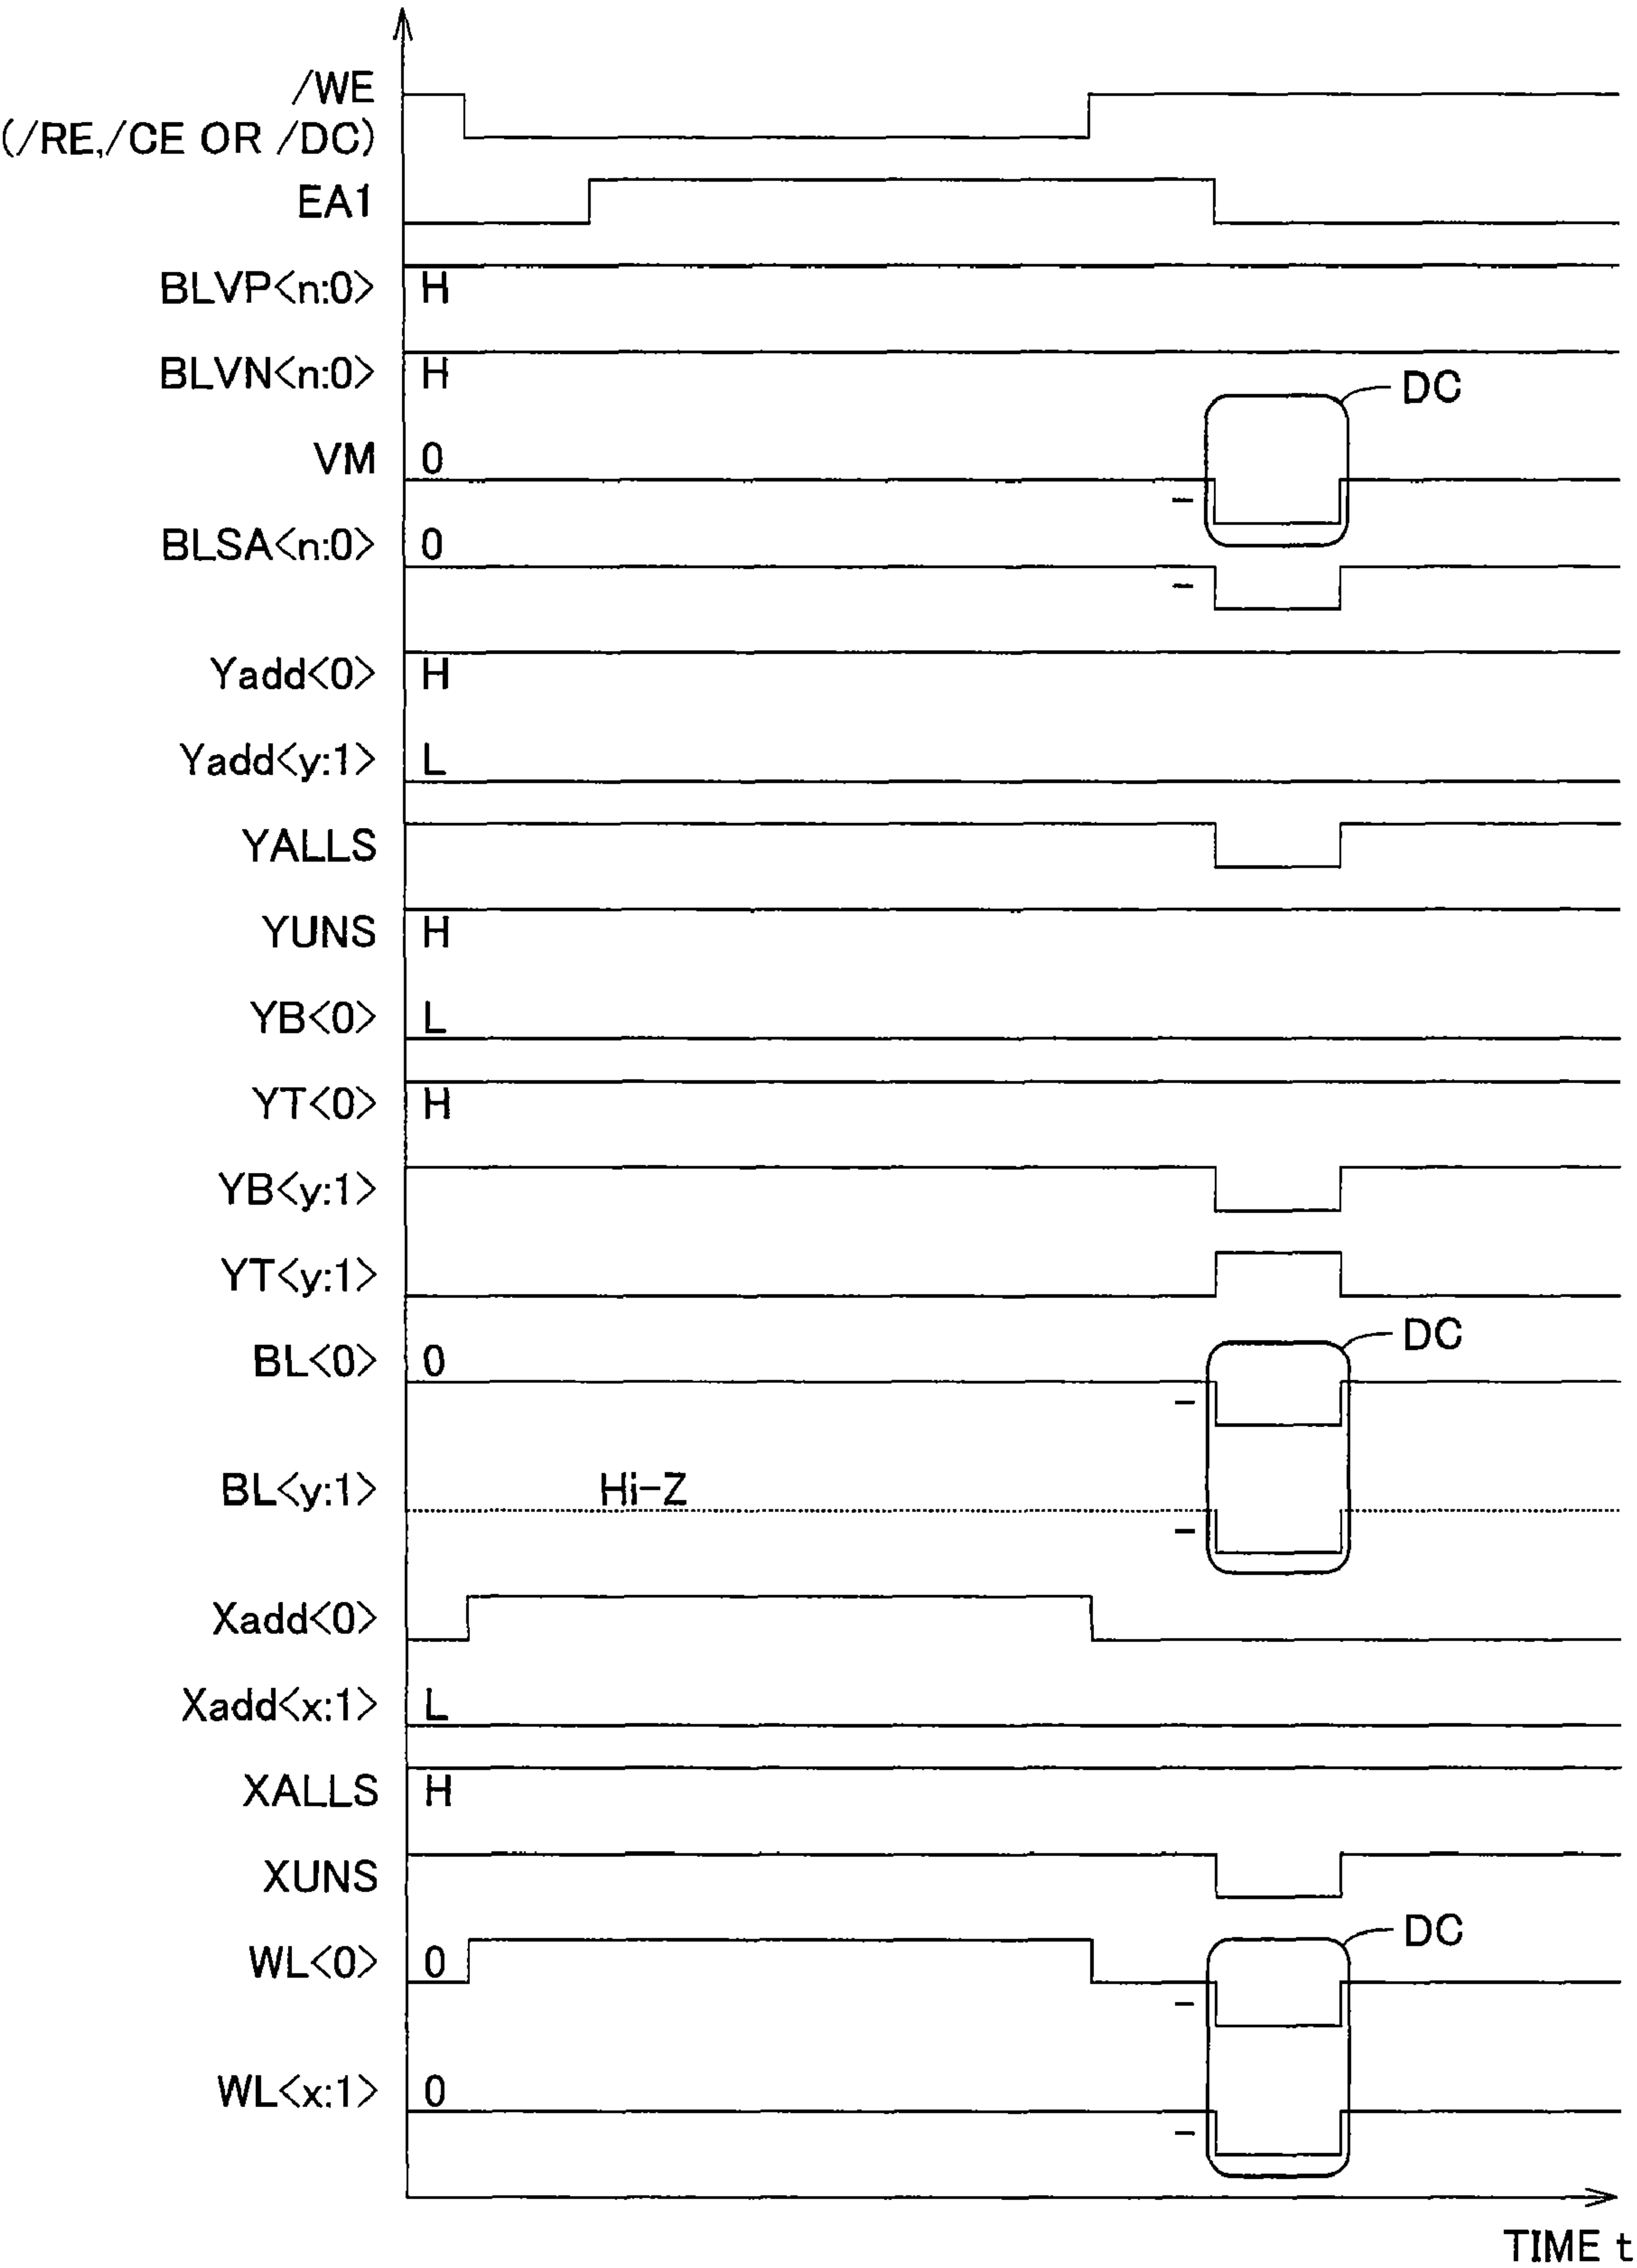 /WE
(/RE,/CE OR /DC)
EA1
BLVP<n:0> H
BLVN<n:0> H
DC
VM 0
–
BLSA<n:0> 0
–
Yadd<0> H
Yadd<y:1> L
YALLS
YUNS H
YB<0> L
YT<0> H
YB<y:1>
YT<y:1>
DC
BL<0> 0
–
BL<y:1> Hi-Z
–
Xadd<0>
Xadd<x:1> L
XALLS H
XUNS
DC
WL<0> 0
–
WL<x:1> 0
–
TIME t